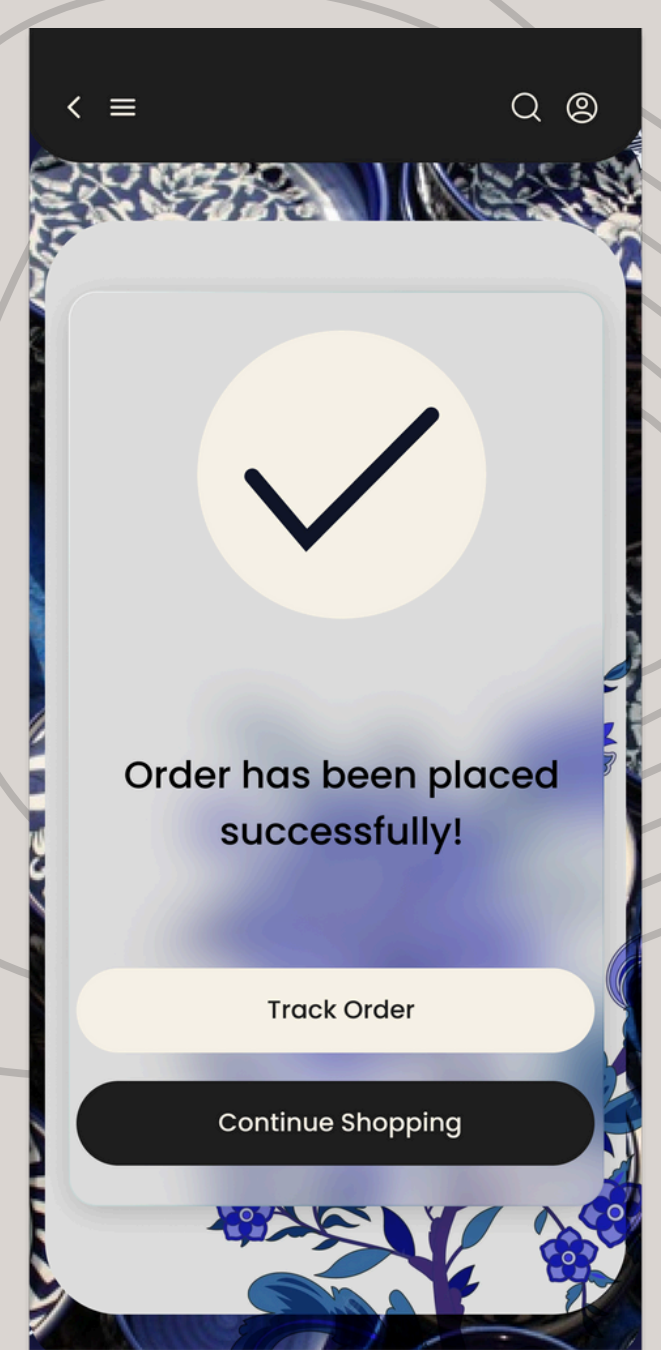 Order has been placed
successfully!
Track Order
Continue Shopping